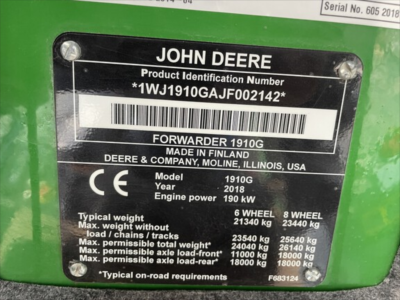 Serial No. 605 2018
JOHN DEERE
Product Identification Number
*1WJ1910GAJF002142*
FORWARDER 1910G
MADE IN FINLAND
DEERE & COMPANY, MOLINE, ILLINOIS, USA
CE
Model 1910G
Year 2018
Engine power 190 kW
6 WHEEL 8 WHEEL
Typical weight 21340 kg 23440 kg
Max. weight without
load / chains / tracks 23540 kg 25640 kg
Max. permissible total weight* 24040 kg 26140 kg
Max. permissible axle load-front* 11000 kg 18000 kg
Max. permissible axle load-rear* 18000 kg 18000 kg
*Typical on-road requirements F683124